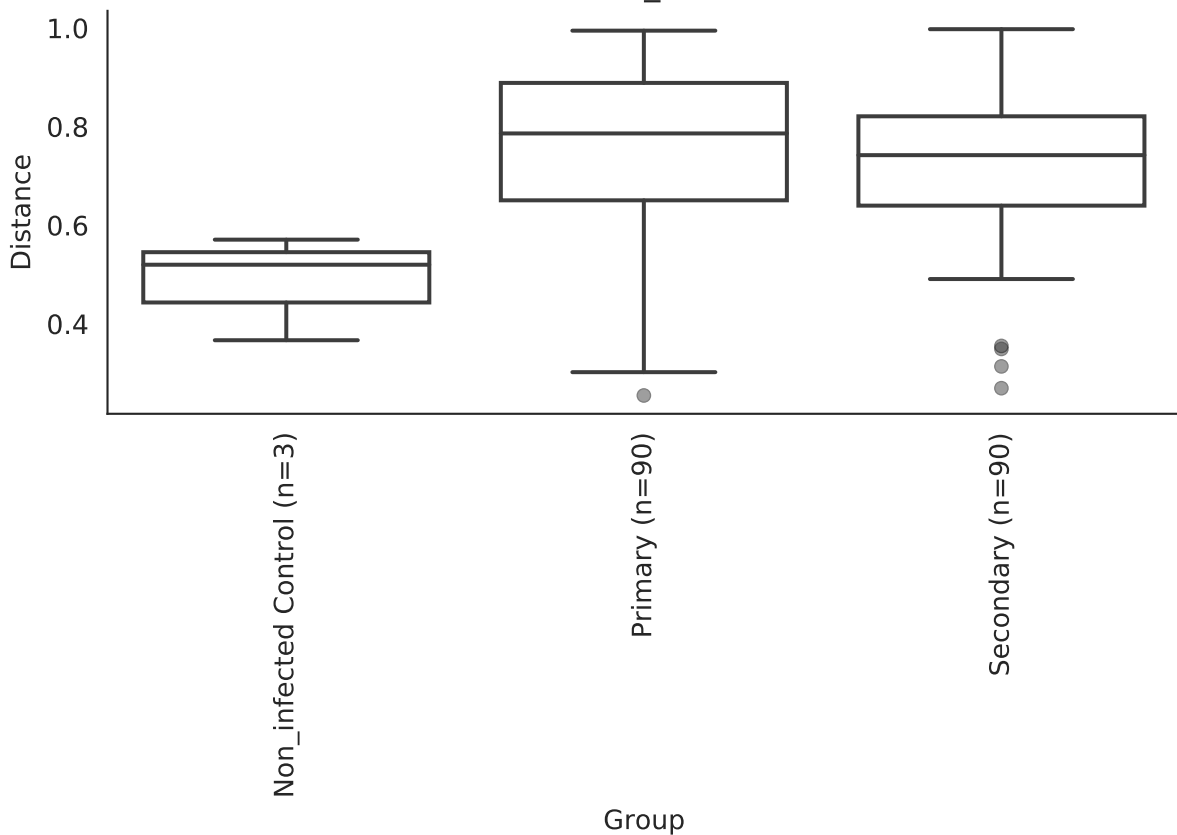 1.0
0.8
0.6
0.4
Distance
Non_infected Control (n=3)
Primary (n=90)
Secondary (n=90)
Group